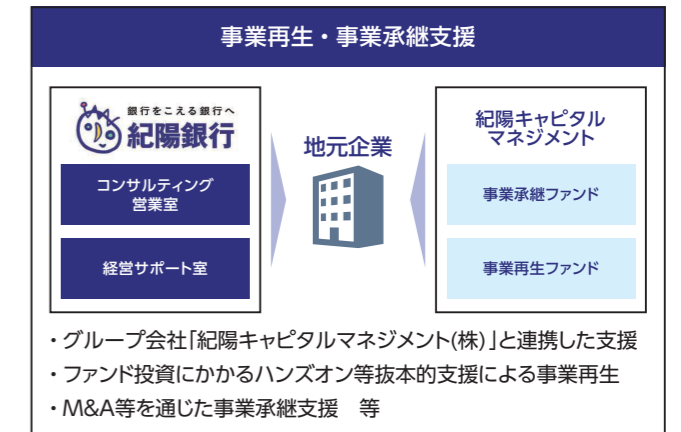 事業再生・事業承継支援
銀行をこえる銀行へ
紀陽銀行
コンサルティング
営業室
経営サポート室
地元企業
紀陽キャピタル
マネジメント
事業承継ファンド
事業再生ファンド
・グループ会社「紀陽キャピタルマネジメント(株)」と連携した支援
・ファンド投資にかかるハンズオン等抜本的支援による事業再生
・M&A等を通じた事業承継支援　等